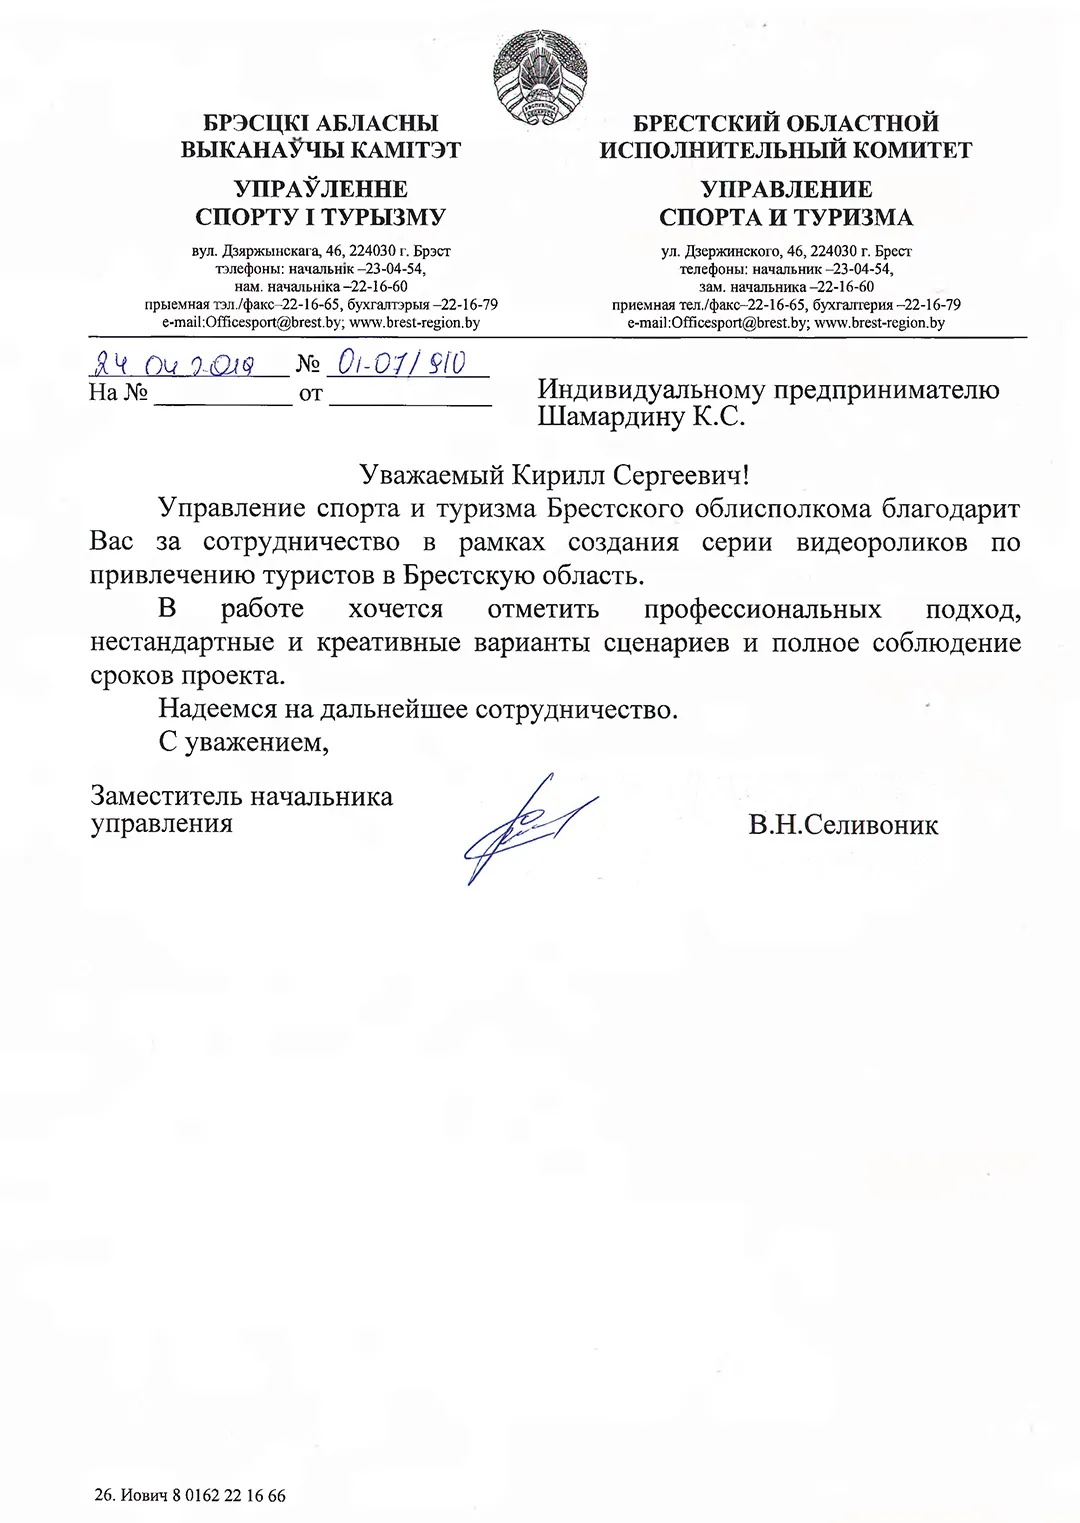 БРЭСЦКІ АБЛАСНЫ
ВЫКАНАЎЧЫ КАМІТЭТ
УПРАЎЛЕННЕ
СПОРТУ І ТУРЫЗМУ
вул. Дзяржынскага, 46, 224030 г. Брэст
тэлефоны: начальнік –23-04-54,
нам. начальніка –22-16-60
прыемная тэл./факс–22-16-65, бухгалтэрыя –22-16-79
e-mail:Officesport@brest.by; www.brest-region.by
БРЕСТСКИЙ ОБЛАСТНОЙ
ИСПОЛНИТЕЛЬНЫЙ КОМИТЕТ
УПРАВЛЕНИЕ
СПОРТА И ТУРИЗМА
ул. Дзержинского, 46, 224030 г. Брест
телефоны: начальник –23-04-54,
зам. начальника –22-16-60
приемная тел./факс–22-16-65, бухгалтерия –22-16-79
e-mail:Officesport@brest.by; www.brest-region.by
24 04 2019 № 01-07/910
На № __________ от ____________
Индивидуальному предпринимателю
Шамардину К.С.
Уважаемый Кирилл Сергеевич!
Управление спорта и туризма Брестского облисполкома благодарит
Вас за сотрудничество в рамках создания серии видеороликов по
привлечению туристов в Брестскую область.
В работе хочется отметить профессиональных подход,
нестандартные и креативные варианты сценариев и полное соблюдение
сроков проекта.
Надеемся на дальнейшее сотрудничество.
С уважением,
Заместитель начальника
управления
В.Н.Селивоник
26. Иович 8 0162 22 16 66